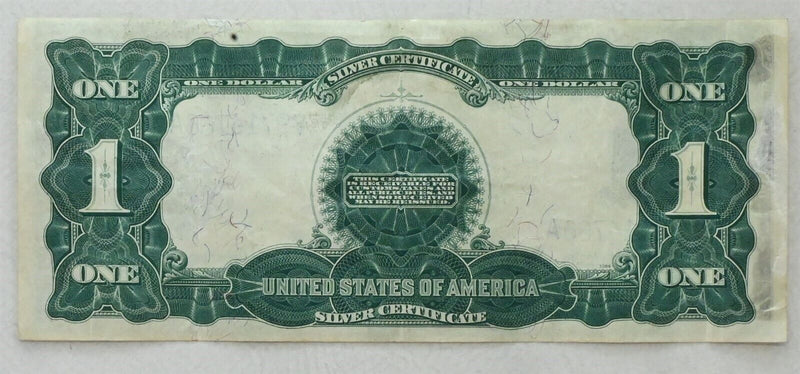 SILVER CERTIFICATE
ONE ONE DOLLAR ONE DOLLAR ONE
1 1
THIS CERTIFICATE
IS RECEIVABLE FOR
CUSTOMS, TAXES AND
ALL PUBLIC DUES, AND
WHEN SO RECEIVED
MAY BE REISSUED.
ONE ONE
UNITED STATES OF AMERICA
SILVER CERTIFICATE